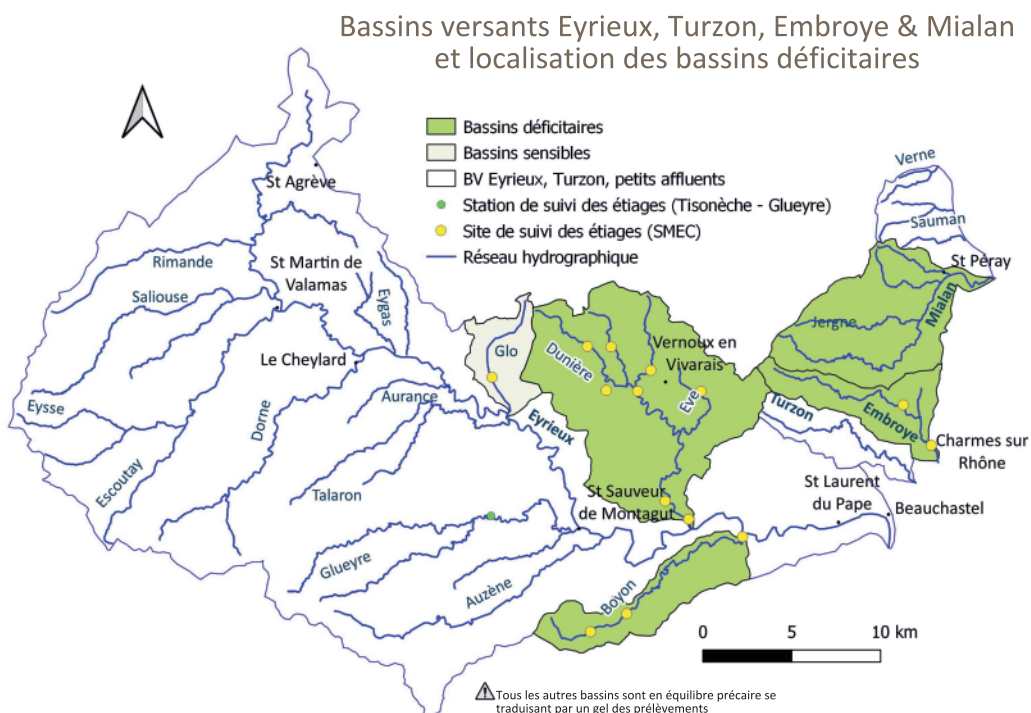 Bassins versants Eyrieux, Turzon, Embroye & Mialan
et localisation des bassins déficitaires
Bassins déficitaires
Bassins sensibles
BV Eyrieux, Turzon, petits affluents
Station de suivi des étiages (Tisonèche - Glueyre)
Site de suivi des étiages (SMEC)
Réseau hydrographique
Verne
Sauman
St Péray
Mialan
Jergne
St Agrève
Rimande
St Martin de
Valamas
Saliouse
Eygas
Le Cheylard
Glo
Dunière
Vernoux en
Vivarais
Eve
Aurance
Eysse
Dorne
Eyrieux
Turzon
Embroye
Charmes sur
Rhône
Escoutay
Talaron
St Sauveur
de Montagut
St Laurent
du Pape
Beauchastel
Glueyre
Auzène
Boyon
0 5 10 km
Tous les autres bassins sont en équilibre précaire se
traduisant par un gel des prélèvements